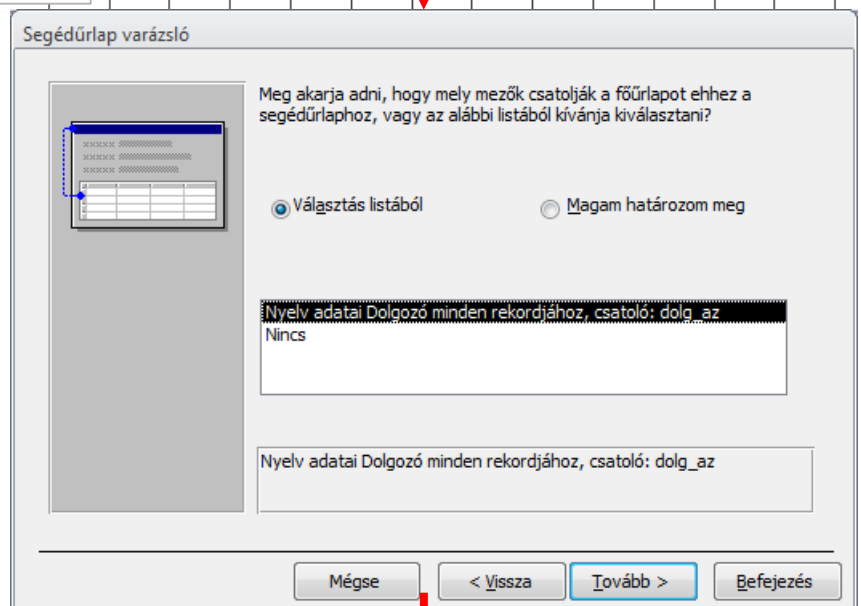 Segédűrlap varázsló
Meg akarja adni, hogy mely mezők csatolják a főűrlapot ehhez a
segédűrlaphoz, vagy az alábbi listából kívánja kiválasztani?
Választás listából
Magam határozom meg
Nyelv adatai Dolgozó minden rekordjához, csatoló: dolg_az
Nincs
Nyelv adatai Dolgozó minden rekordjához, csatoló: dolg_az
Mégse
< Vissza
Tovább >
Befejezés